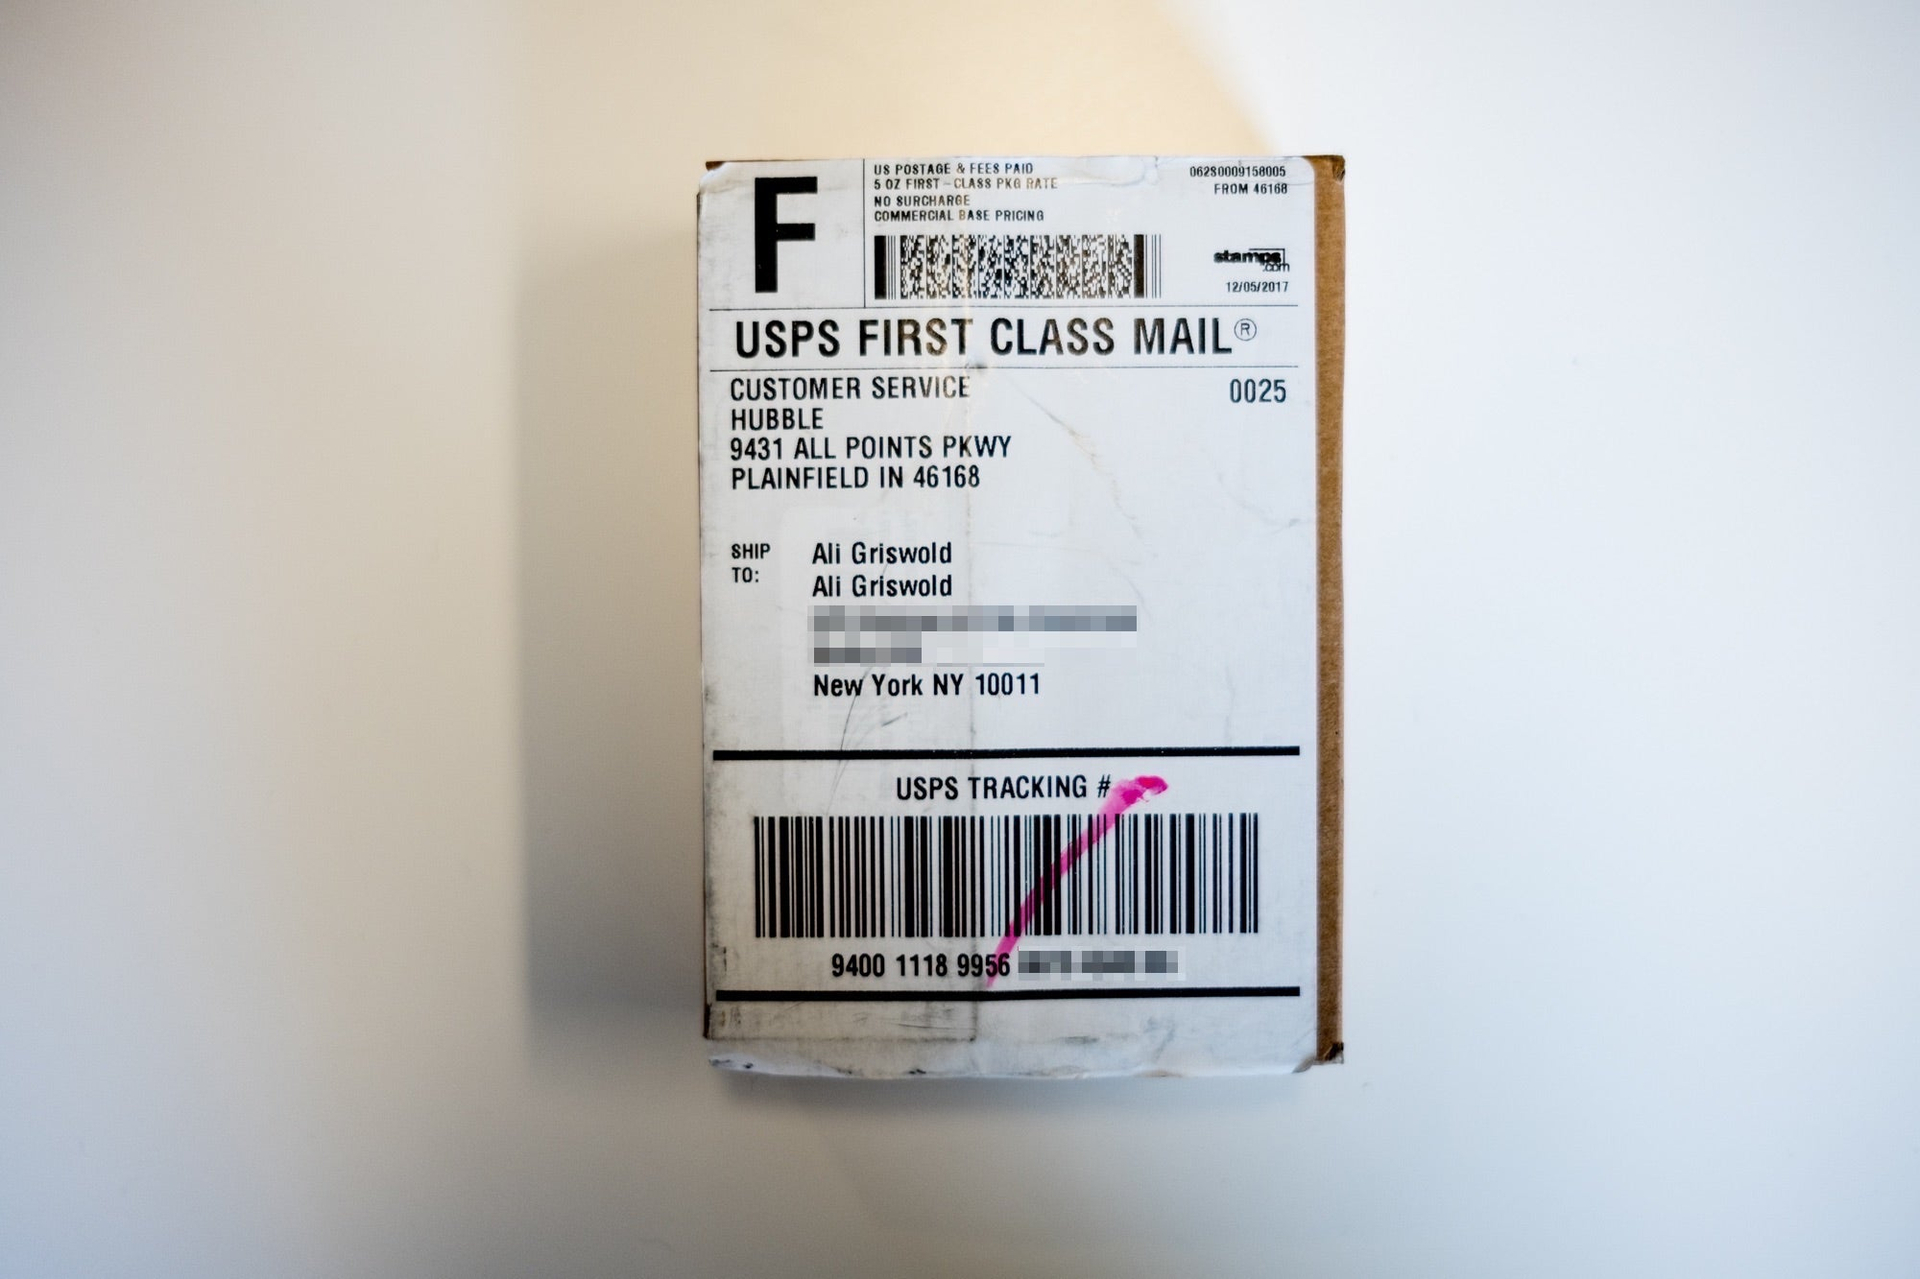 F
US POSTAGE & FEES PAID
5 OZ FIRST-CLASS PKG RATE
NO SURCHARGE
COMMERCIAL BASE PRICING
062S0009158005
FROM 46168
stamps
.com
12/05/2017
USPS FIRST CLASS MAIL®
CUSTOMER SERVICE
0025
HUBBLE
9431 ALL POINTS PKWY
PLAINFIELD IN 46168
SHIP TO:
Ali Griswold
Ali Griswold
New York NY 10011
USPS TRACKING #
9400 1118 9956